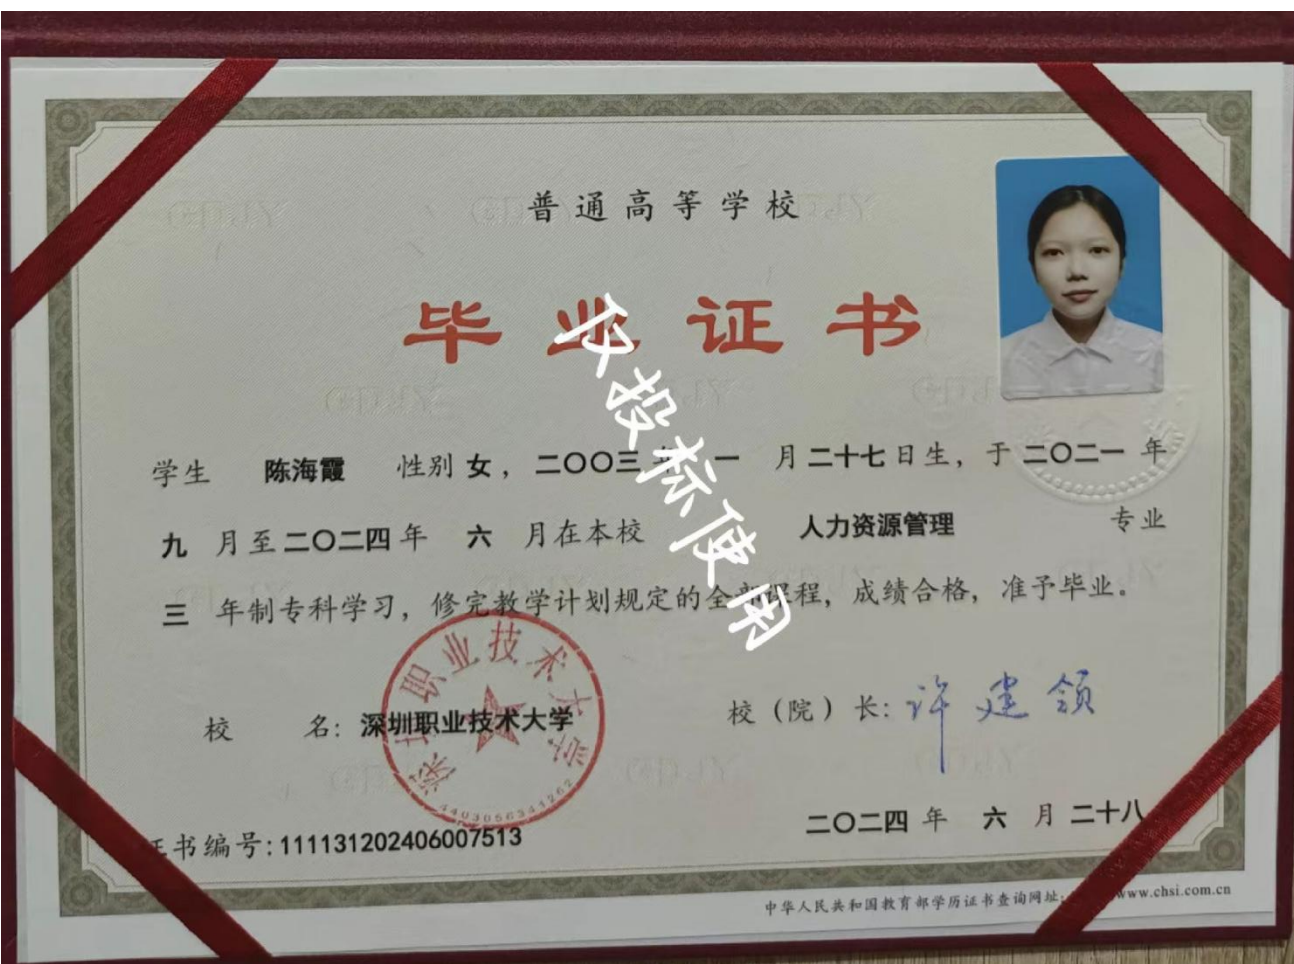 普通高等学校
毕业证书
学生 陈海霞 性别 女，二〇〇三年 一 月 二十七 日生，于 二〇二一 年
九 月至 二〇二四 年 六 月在本校 人力资源管理 专业
三 年制专科学习，修完教学计划规定的全部课程，成绩合格，准予毕业。
校 名：深圳职业技术大学
校（院）长：许建领
深圳职业技术大学
4403056341262
二〇二四 年 六 月 二十八
证书编号：111131202406007513
中华人民共和国教育部学历证书查询网址：www.chsi.com.cn
仅投标使用